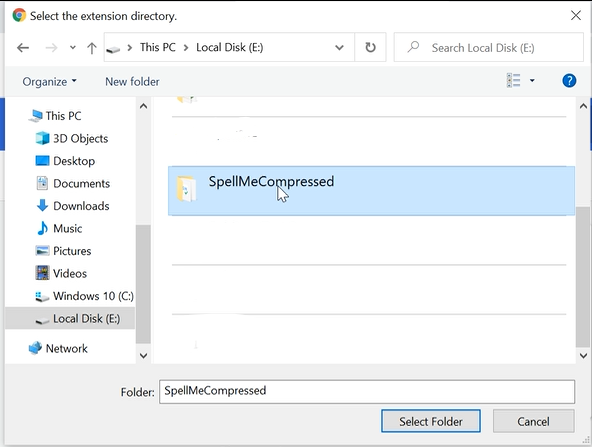 Select the extension directory.
This PC
Local Disk (E:)
Search Local Disk (E:)
Organize
New folder
This PC
3D Objects
Desktop
Documents
Downloads
Music
Pictures
Videos
Windows 10 (C:)
Local Disk (E:)
Network
SpellMeCompressed
Folder: SpellMeCompressed
Select Folder
Cancel